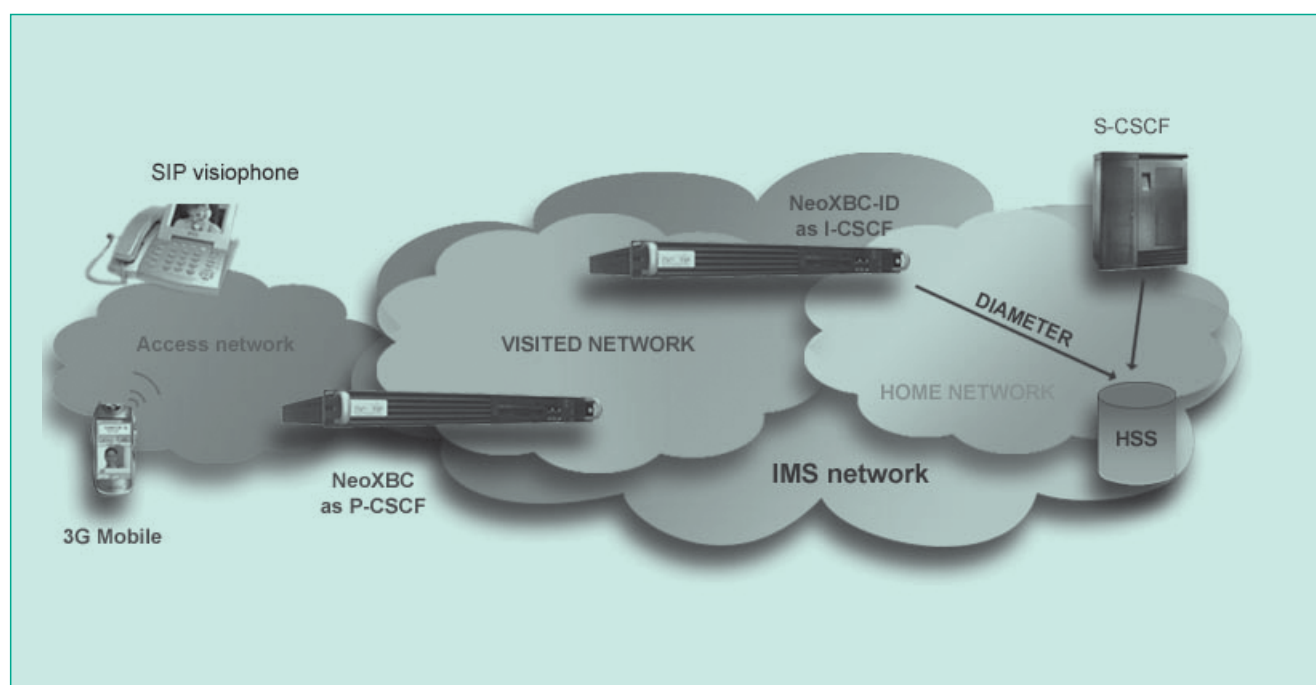 S-CSCF
SIP visiophone
NeoXBC-ID
as I-CSCF
DIAMETER
Access network
VISITED NETWORK
HOME NETWORK
HSS
IMS network
NeoXBC
as P-CSCF
3G Mobile